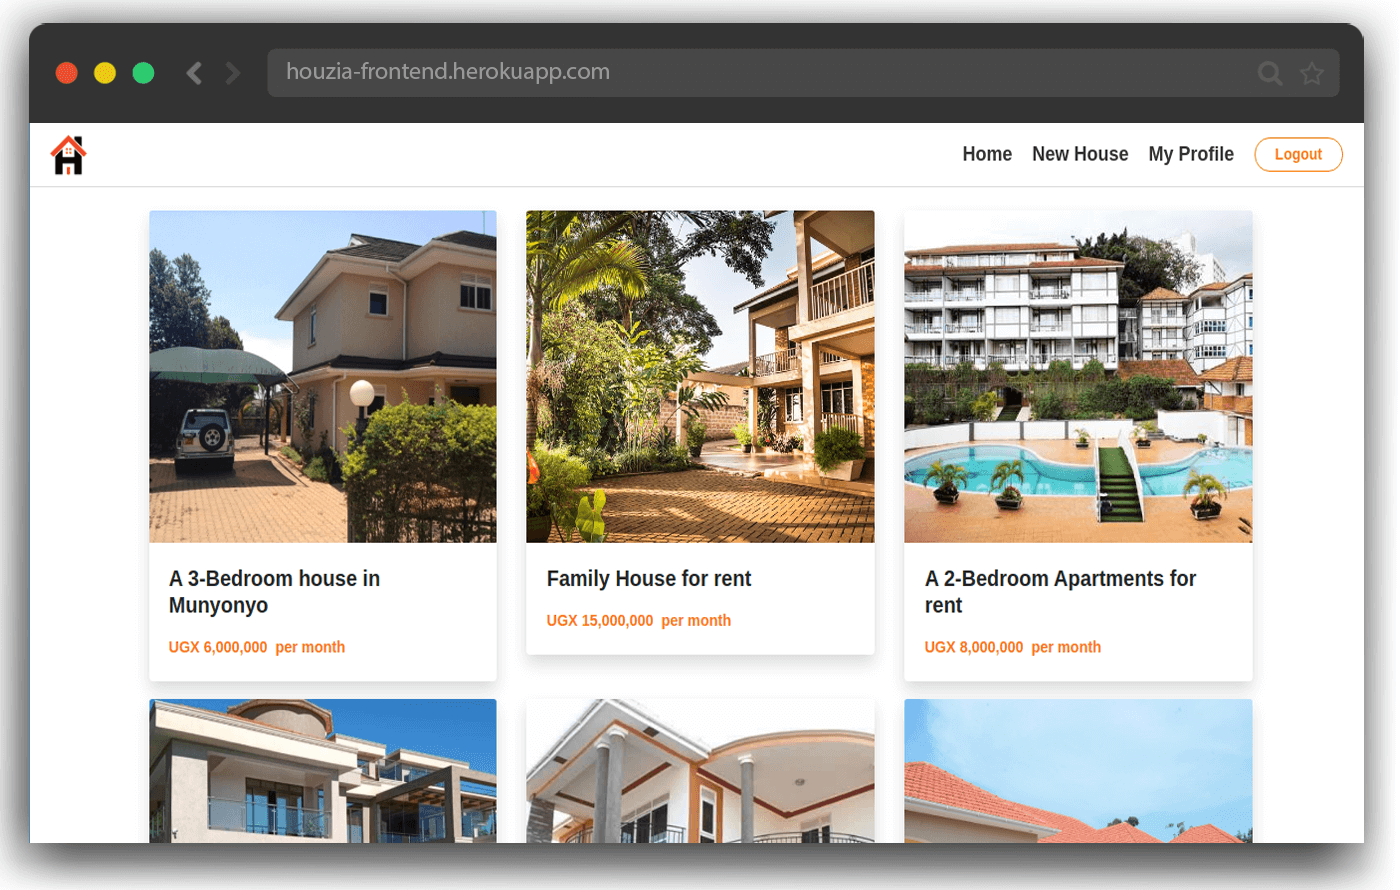 houzia-frontend.herokuapp.com
Home New House My Profile Logout
A 3-Bedroom house in
Munyonyo
UGX 6,000,000 per month
Family House for rent
UGX 15,000,000 per month
A 2-Bedroom Apartments for
rent
UGX 8,000,000 per month